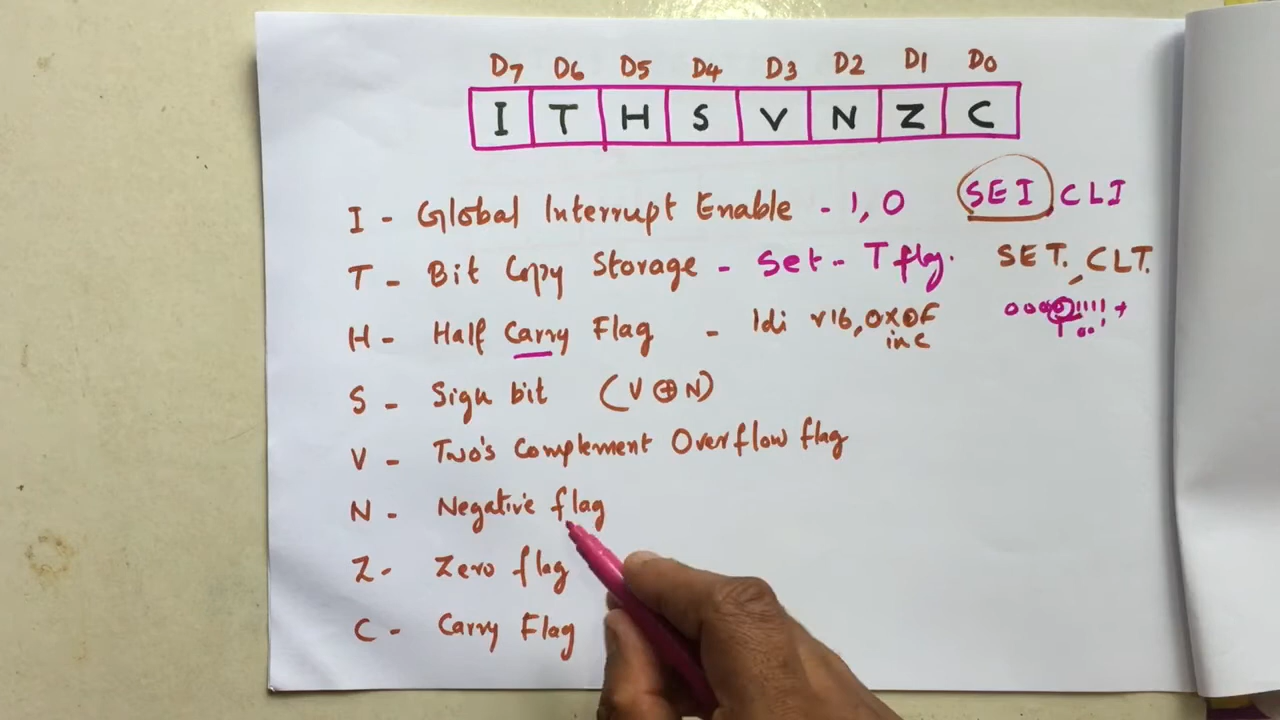 D7 D6 D5 D4 D3 D2 D1 D0
I T H S V N Z C
I - Global Interrupt Enable - 1, 0 SEI CLI
T - Bit Copy Storage - Set - T flag. SET. CLT.
H - Half Carry Flag - ldi r16, 0X0F 00001111 +
inc 1
S - Sign bit (V ⊕ N)
V - Two's Complement Overflow flag
N - Negative flag
Z - Zero flag
C - Carry Flag